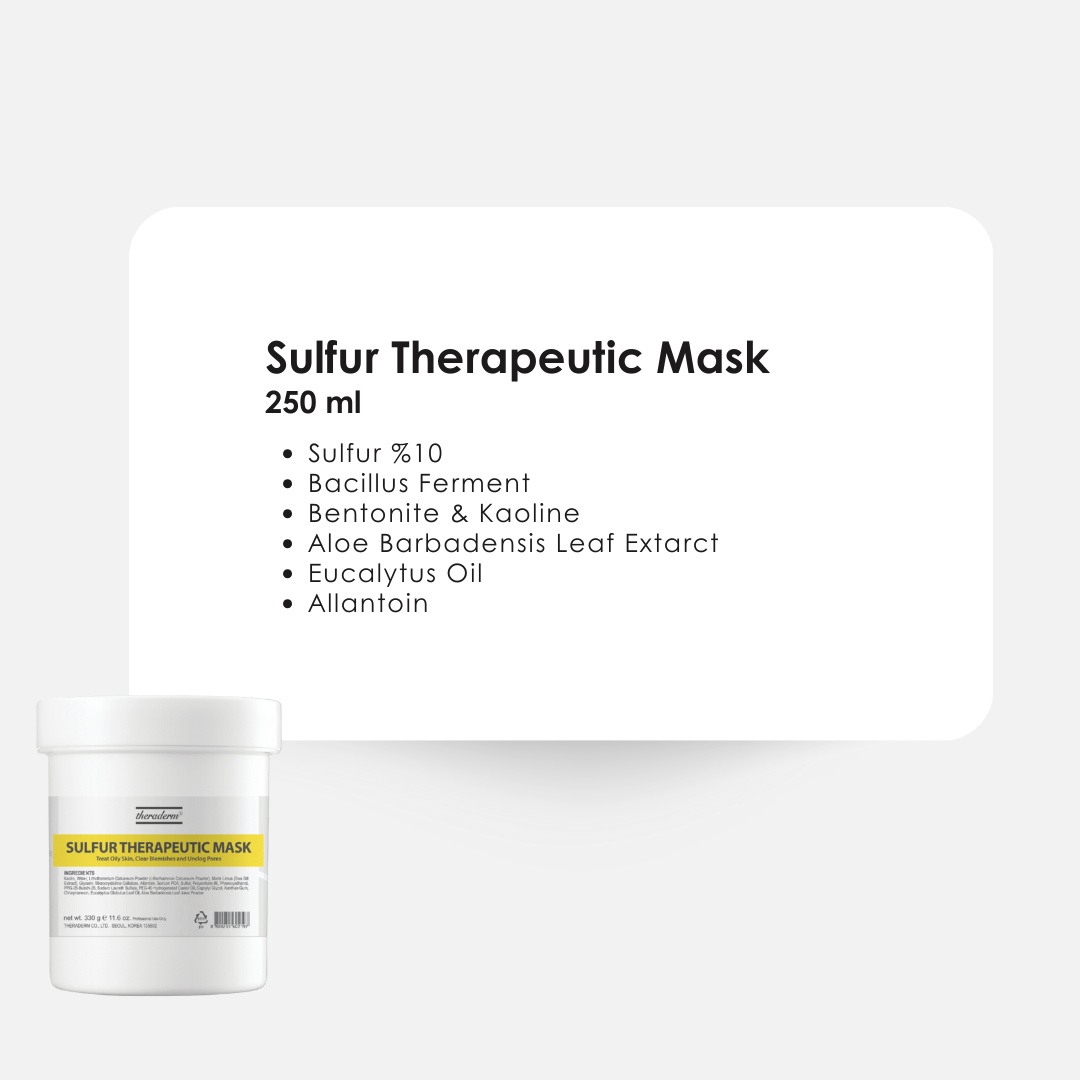 Sulfur Therapeutic Mask
250 ml
Sulfur %10
Bacillus Ferment
Bentonite & Kaoline
Aloe Barbadensis Leaf Extarct
Eucalytus Oil
Allantoin
theraderm®
SULFUR THERAPEUTIC MASK
Treat Oily Skin, Clear Blemishes and Unclog Pores
INGREDIENTS
net wt. 330 g ℮ 11.6 oz.
THERADERM CO., LTD. SEOUL, KOREA